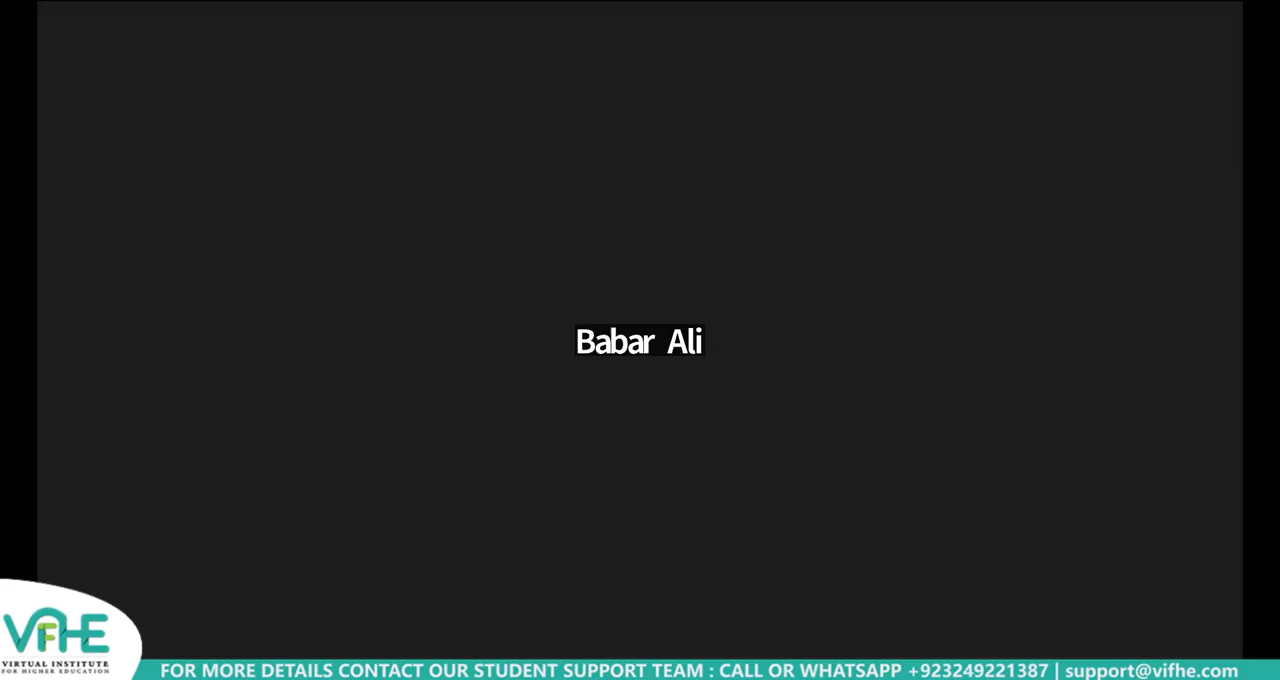 Babar Ali
VIFHE
VIRTUAL INSTITUTE
FOR HIGHER EDUCATION
FOR MORE DETAILS CONTACT OUR STUDENT SUPPORT TEAM : CALL OR WHATSAPP +923249221387 | support@vifhe.com